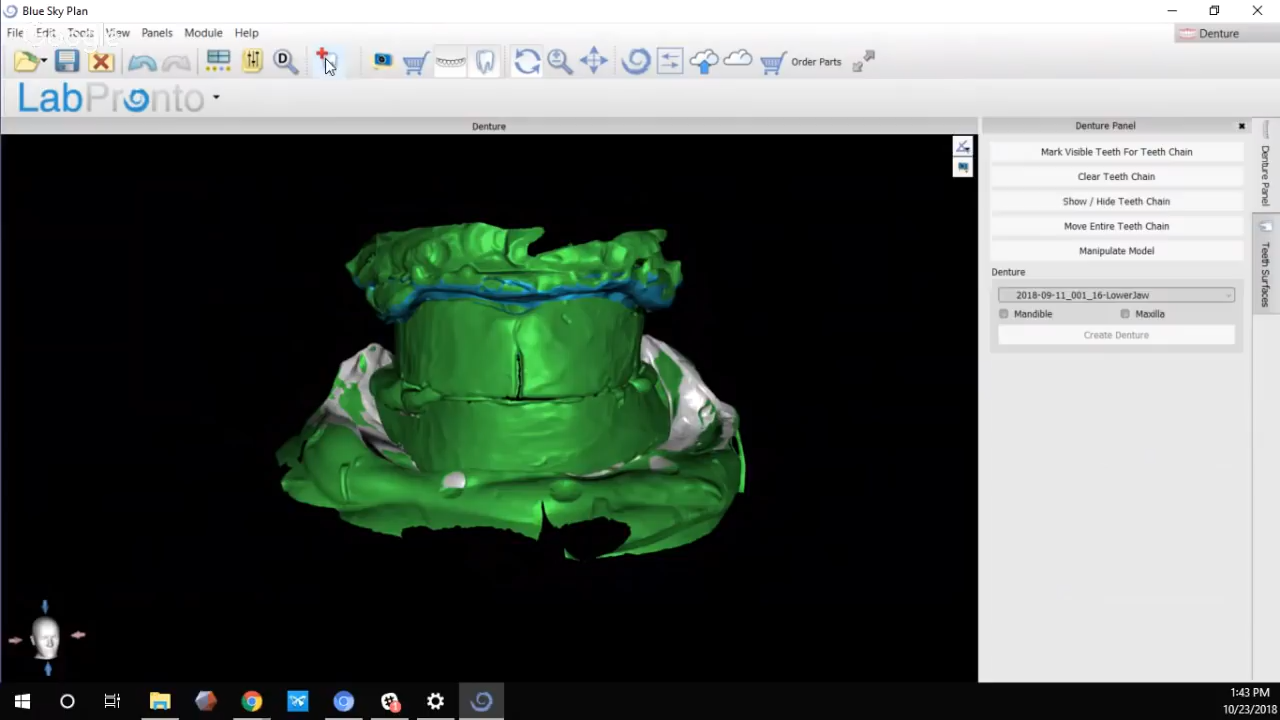 Blue Sky Plan
File Edit Tools View Panels Module Help
Google
Denture
D
Order Parts
LabPronto
Denture
Denture Panel
Mark Visible Teeth For Teeth Chain
Clear Teeth Chain
Show / Hide Teeth Chain
Move Entire Teeth Chain
Manipulate Model
Denture
2018-09-11_001_16-LowerJaw
Mandible Maxilla
Create Denture
Denture Panel
Teeth Surfaces
1
1:43 PM
10/23/2018